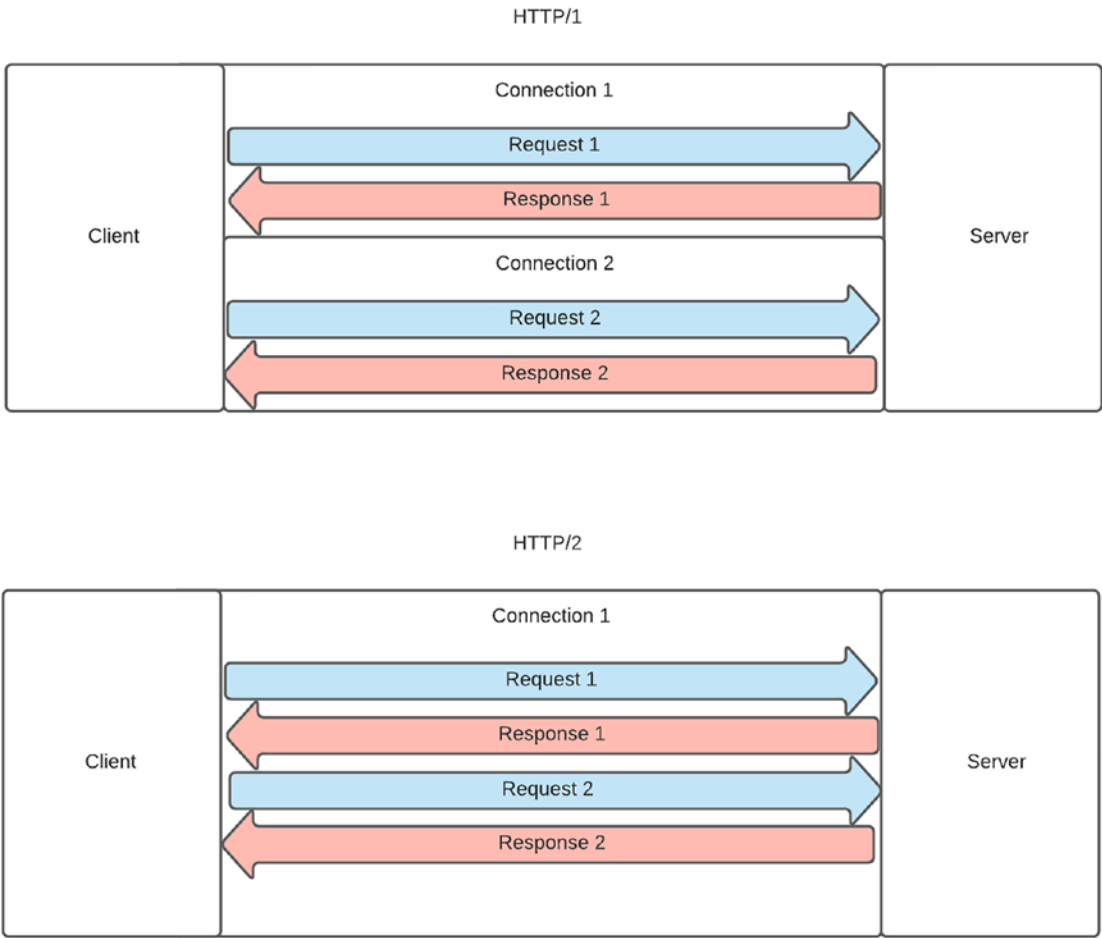 HTTP/1
Connection 1
Request 1
Response 1
Client
Server
Connection 2
Request 2
Response 2
HTTP/2
Connection 1
Request 1
Response 1
Client
Server
Request 2
Response 2